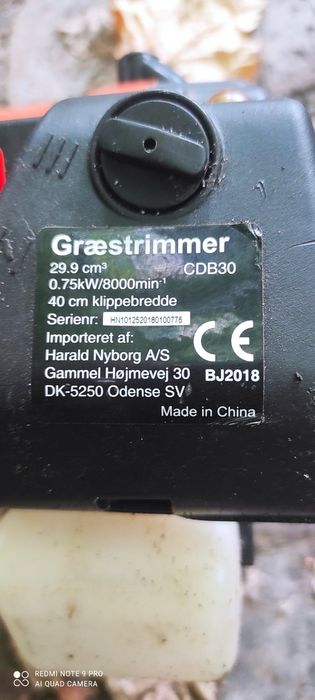 Græstrimmer
29.9 cm³ CDB30
0.75kW/8000min⁻¹
40 cm klippebredde
Serienr: HN1012520180100776
Importeret af:
Harald Nyborg A/S
Gammel Højmevej 30 BJ2018
DK-5250 Odense SV
CE
Made in China
REDMI NOTE 9 PRO
AI QUAD CAMERA